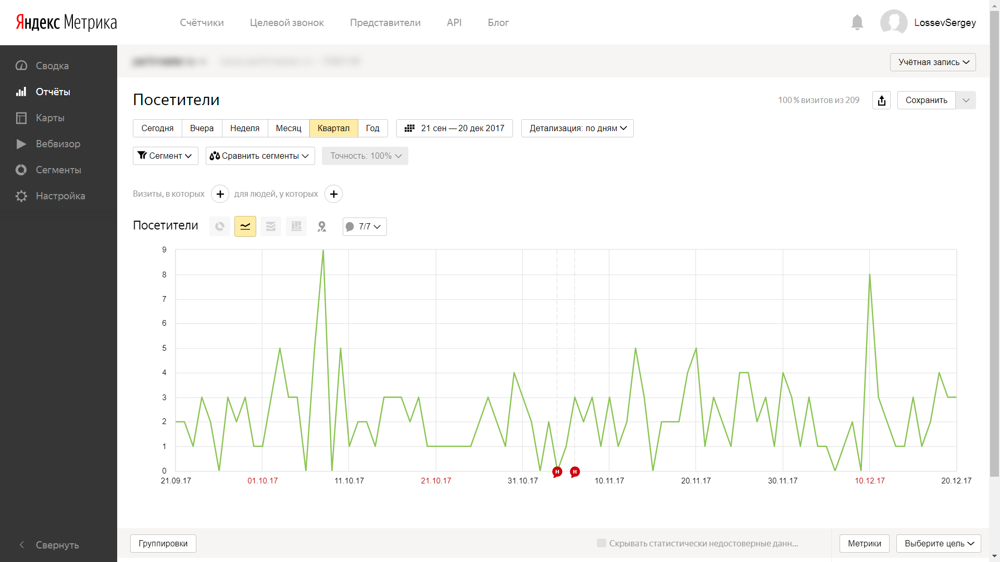 Яндекс Метрика
Счётчики Целевой звонок Представители API Блог
LossevSergey
Сводка
Отчёты
Карты
Вебвизор
Сегменты
Настройка
Свернуть
Учётная запись
Посетители
100 % визитов из 209
Сохранить
Сегодня Вчера Неделя Месяц Квартал Год
21 сен — 20 дек 2017
Детализация: по дням
Сегмент
Сравнить сегменты
Точность: 100%
Визиты, в которых + для людей, у которых +
Посетители
7/7
9
8
7
6
5
4
3
2
1
0
Н Н
21.09.17 01.10.17 11.10.17 21.10.17 31.10.17 10.11.17 20.11.17 30.11.17 10.12.17 20.12.17
Группировки
Скрывать статистически недостоверные данн...
Метрики
Выберите цель